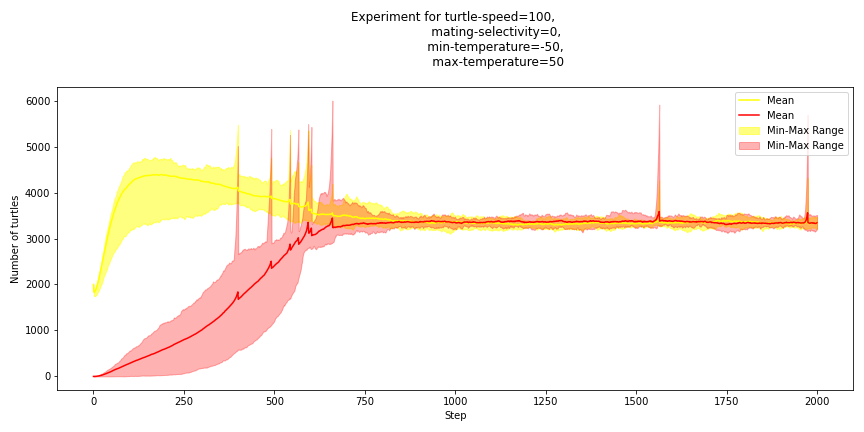 Experiment for turtle-speed=100,
mating-selectivity=0,
min-temperature=-50,
max-temperature=50
Mean
Mean
Min-Max Range
Min-Max Range
Number of turtles
6000
5000
4000
3000
2000
1000
0
0 250 500 750 1000 1250 1500 1750 2000
Step